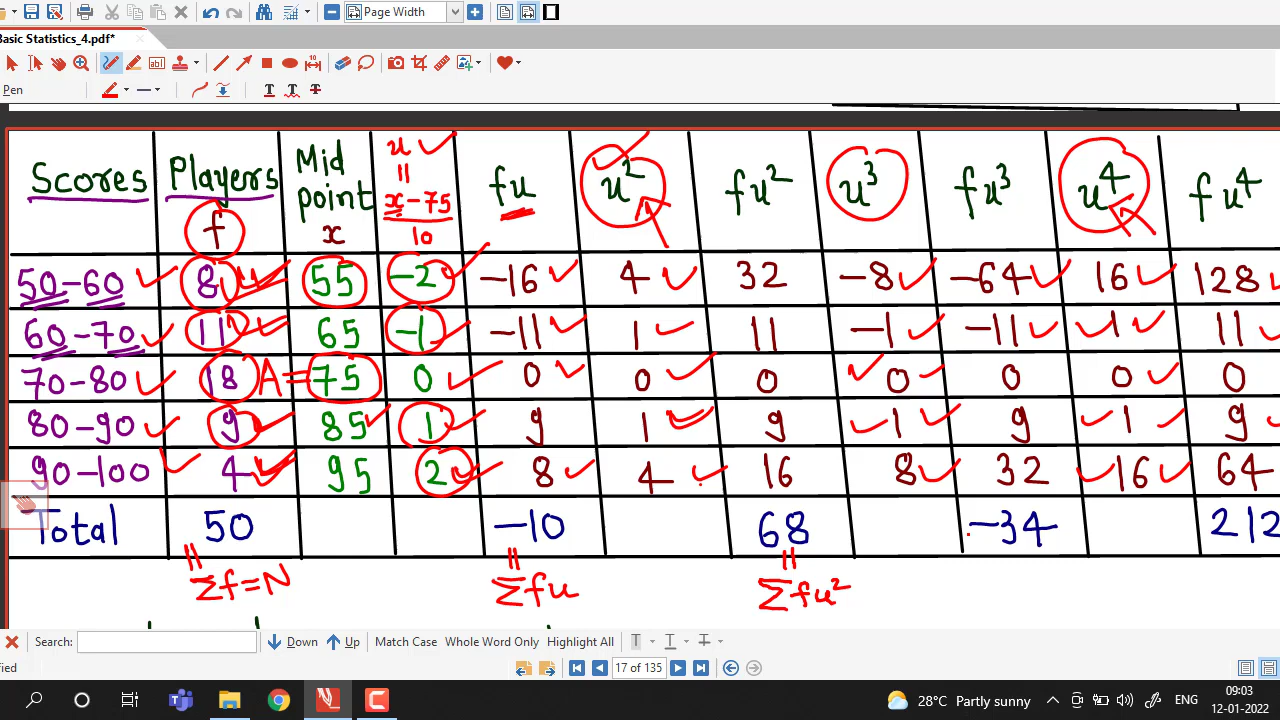 Page Width
Basic Statistics_4.pdf*
Pen
Scores Players f Mid point x u = x-75 / 10 fu u² fu² u³ fu³ u⁴ fu⁴
50-60 8 55 -2 -16 4 32 -8 -64 16 128
60-70 11 65 -1 -11 1 11 -1 -11 1 11
70-80 18 A= 75 0 0 0 0 0 0 0 0
80-90 9 85 1 9 1 9 1 9 1 9
90-100 4 95 2 8 4 16 8 32 16 64
Total 50 -10 68 -34 212
= Σf=N = Σfu = Σfu²
Search: Down Up Match Case Whole Word Only Highlight All T T T
fied 17 of 135
28°C Partly sunny ENG 09:03
12-01-2022